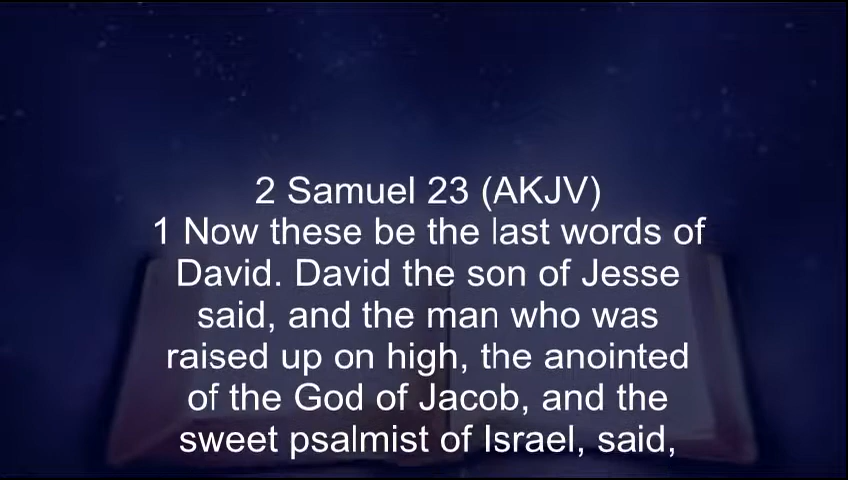 2 Samuel 23 (AKJV)
1 Now these be the last words of
David. David the son of Jesse
said, and the man who was
raised up on high, the anointed
of the God of Jacob, and the
sweet psalmist of Israel, said,